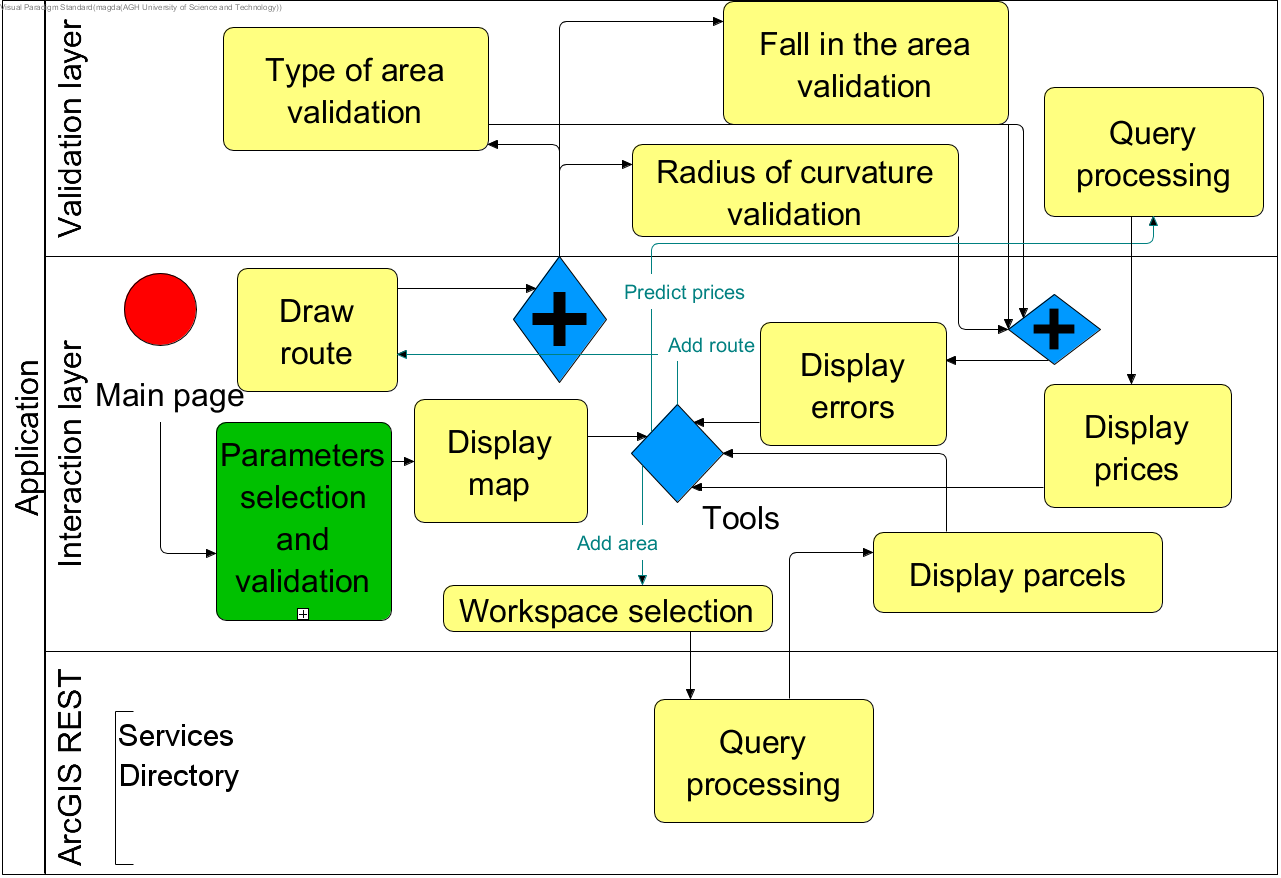 Visual Paradigm Standard(magda(AGH University of Science and Technology))
Application
Validation layer
Type of area
validation
Fall in the area
validation
Radius of curvature
validation
Query
processing
Interaction layer
Main page
Draw
route
Predict prices
Add route
Display
errors
Parameters
selection
and
validation
Display
map
Tools
Display
prices
Add area
Workspace selection
Display parcels
ArcGIS REST
Services
Directory
Query
processing